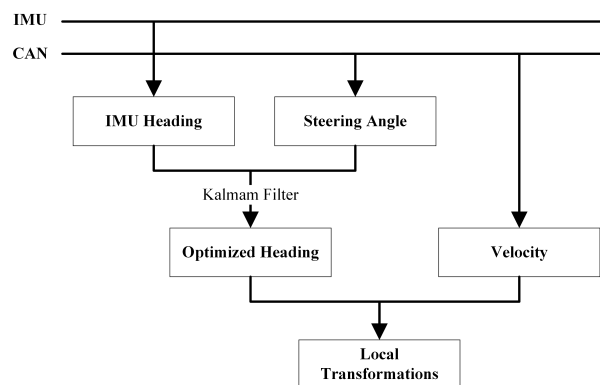 IMU
CAN
IMU Heading
Steering Angle
Kalmam Filter
Optimized Heading
Velocity
Local
Transformations